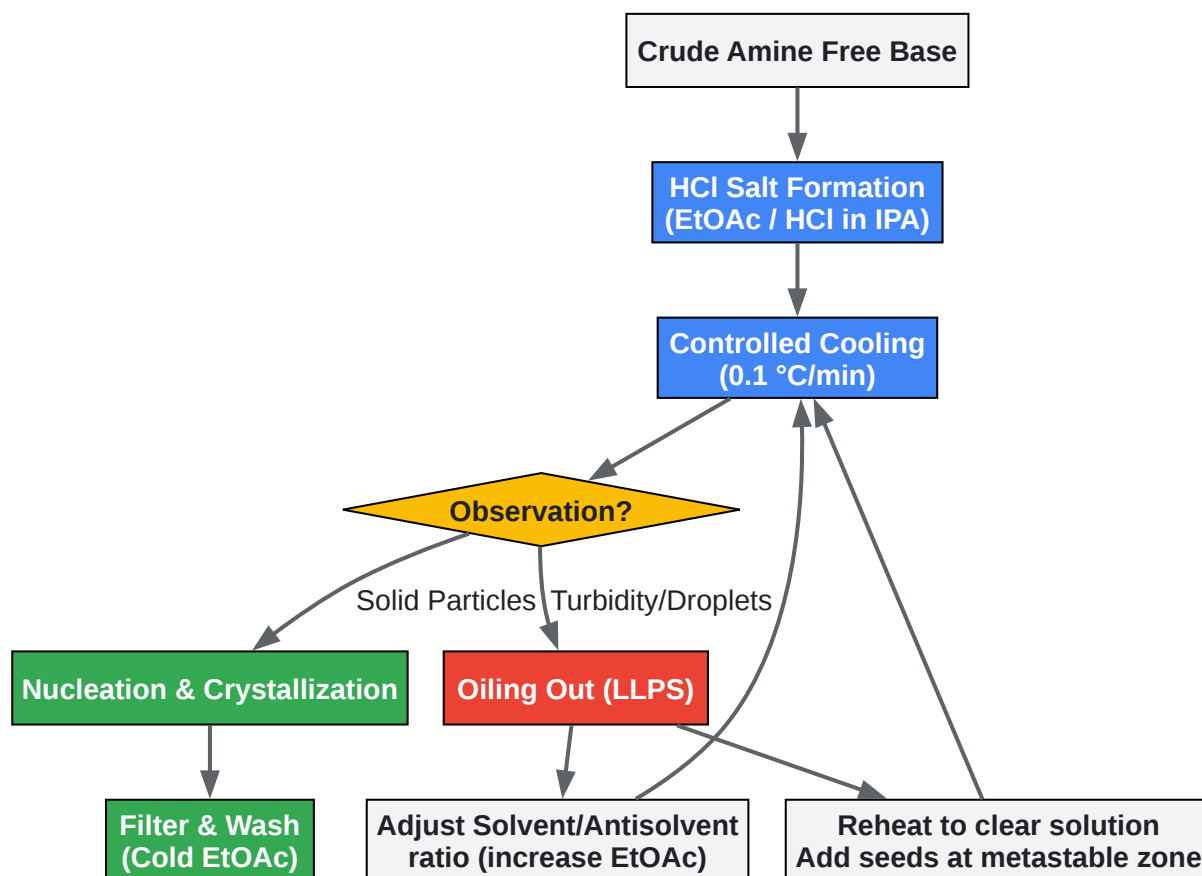 Crude Amine Free Base
HCl Salt Formation
(EtOAc / HCl in IPA)
Controlled Cooling
(0.1 °C/min)
Observation?
Solid Particles
Turbidity/Droplets
Nucleation & Crystallization
Oiling Out (LLPS)
Filter & Wash
(Cold EtOAc)
Adjust Solvent/Antisolvent
ratio (increase EtOAc)
Reheat to clear solution
Add seeds at metastable zone